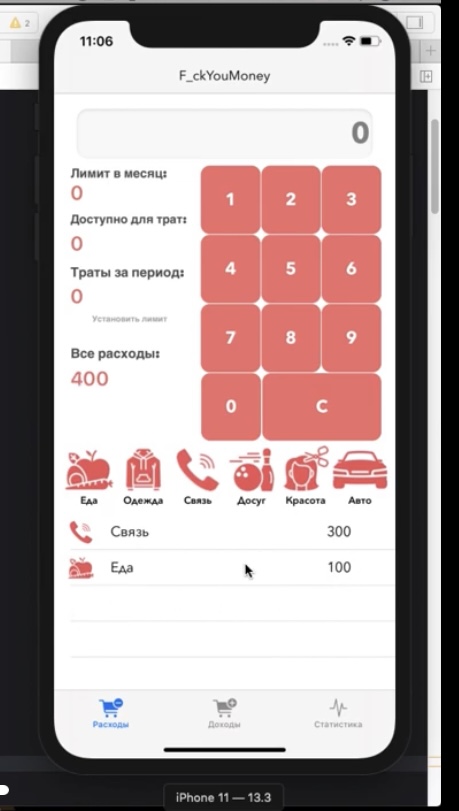 2
11:06
F_ckYouMoney
0
Лимит в месяц:
0
Доступно для трат:
0
Траты за период:
0
Установить лимит
Все расходы:
400
1 2 3
4 5 6
7 8 9
0 C
Еда Одежда Связь Досуг Красота Авто
Связь 300
Еда 100
Расходы Доходы Статистика
iPhone 11 — 13.3